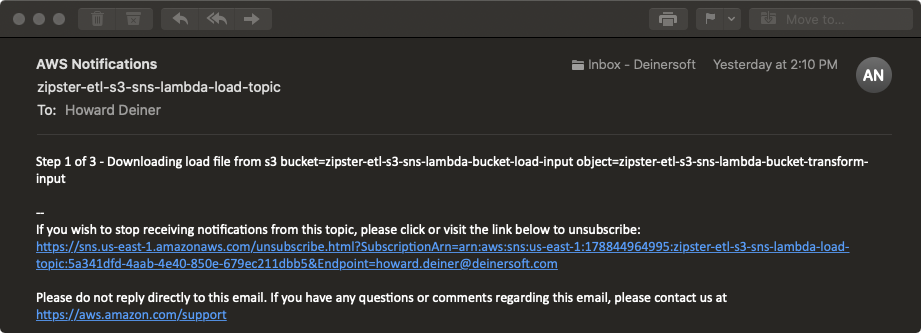 Move to...
AWS Notifications
Inbox - Deinersoft
Yesterday at 2:10 PM
AN
zipster-etl-s3-sns-lambda-load-topic
To: Howard Deiner
Step 1 of 3 - Downloading load file from s3 bucket=zipster-etl-s3-sns-lambda-bucket-load-input object=zipster-etl-s3-sns-lambda-bucket-transform-
input
--
If you wish to stop receiving notifications from this topic, please click or visit the link below to unsubscribe:
https://sns.us-east-1.amazonaws.com/unsubscribe.html?SubscriptionArn=arn:aws:sns:us-east-1:178844964995:zipster-etl-s3-sns-lambda-load-
topic:5a341dfd-4aab-4e40-850e-679ec211dbb5&Endpoint=howard.deiner@deinersoft.com
Please do not reply directly to this email. If you have any questions or comments regarding this email, please contact us at
https://aws.amazon.com/support